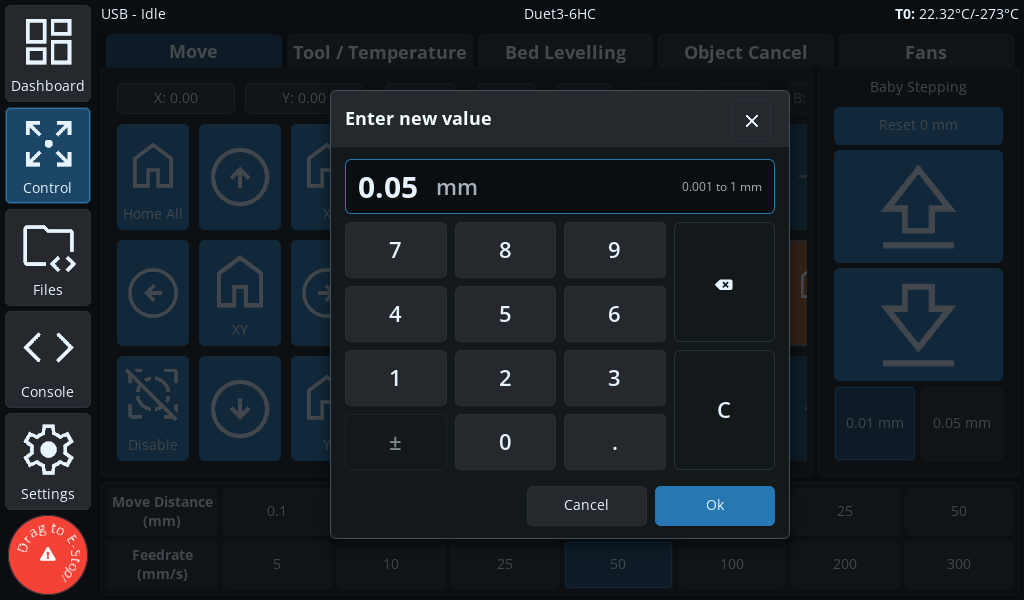 USB - Idle
Duet3-6HC
T0: 22.32°C/-273°C
Dashboard
Control
Files
Console
Settings
Drag to E-Stop!
Move
Tool / Temperature
Bed Levelling
Object Cancel
Fans
X: 0.00
Y: 0.00
B:
Baby Stepping
Reset 0 mm
Home All
X
XY
Disable
Y
0.01 mm
0.05 mm
Enter new value
0.05 mm
0.001 to 1 mm
7 8 9
4 5 6
1 2 3
C
± 0 .
Cancel
Ok
Move Distance
(mm)
0.1
25
50
Feedrate
(mm/s)
5
10
25
50
100
200
300